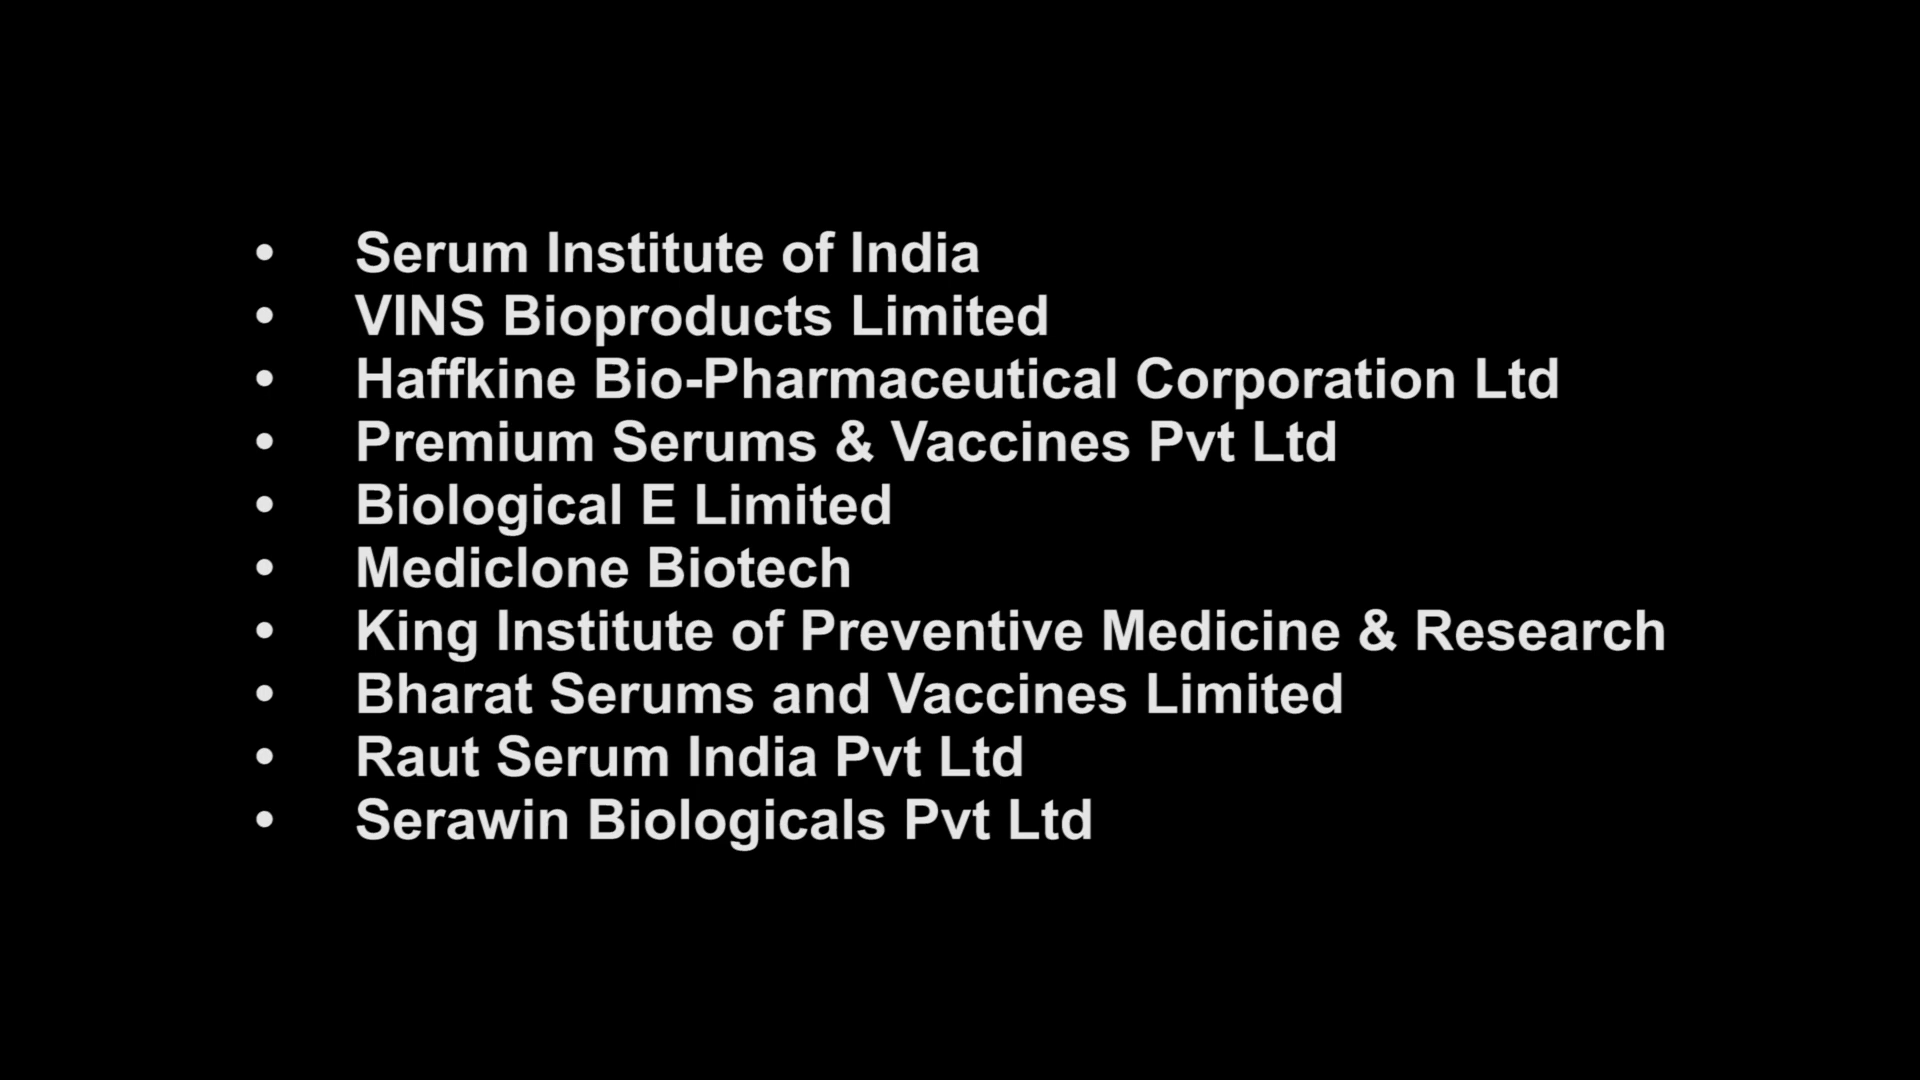 • Serum Institute of India
• VINS Bioproducts Limited
• Haffkine Bio-Pharmaceutical Corporation Ltd
• Premium Serums & Vaccines Pvt Ltd
• Biological E Limited
• Mediclone Biotech
• King Institute of Preventive Medicine & Research
• Bharat Serums and Vaccines Limited
• Raut Serum India Pvt Ltd
• Serawin Biologicals Pvt Ltd